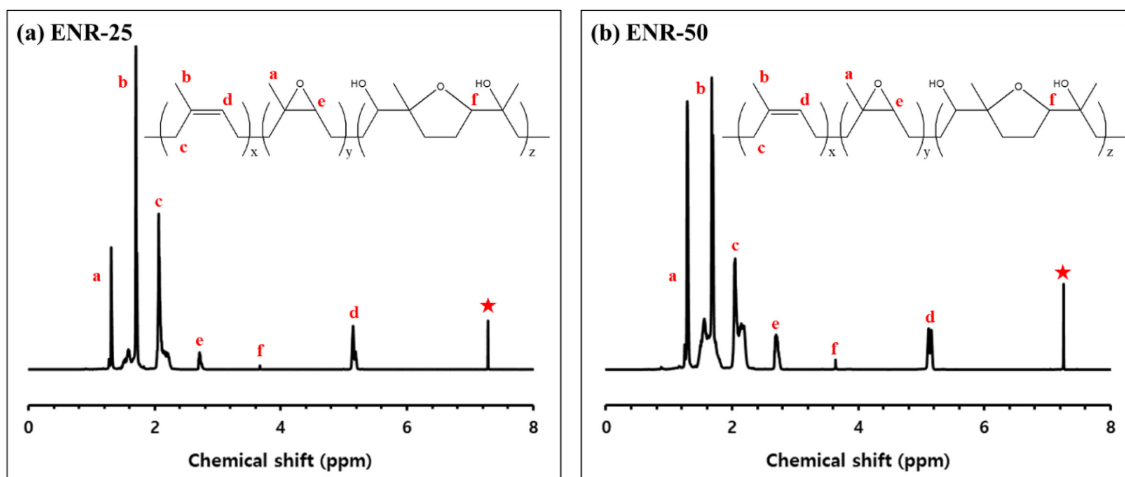 (a) ENR-25
b
a
b
HO
O
HO
d
e
f
c
x
y
z
c
a
e
f
d
★
0 2 4 6 8
Chemical shift (ppm)
(b) ENR-50
b
a
b
HO
O
HO
d
e
f
c
x
y
z
c
a
e
f
d
★
0 2 4 6 8
Chemical shift (ppm)